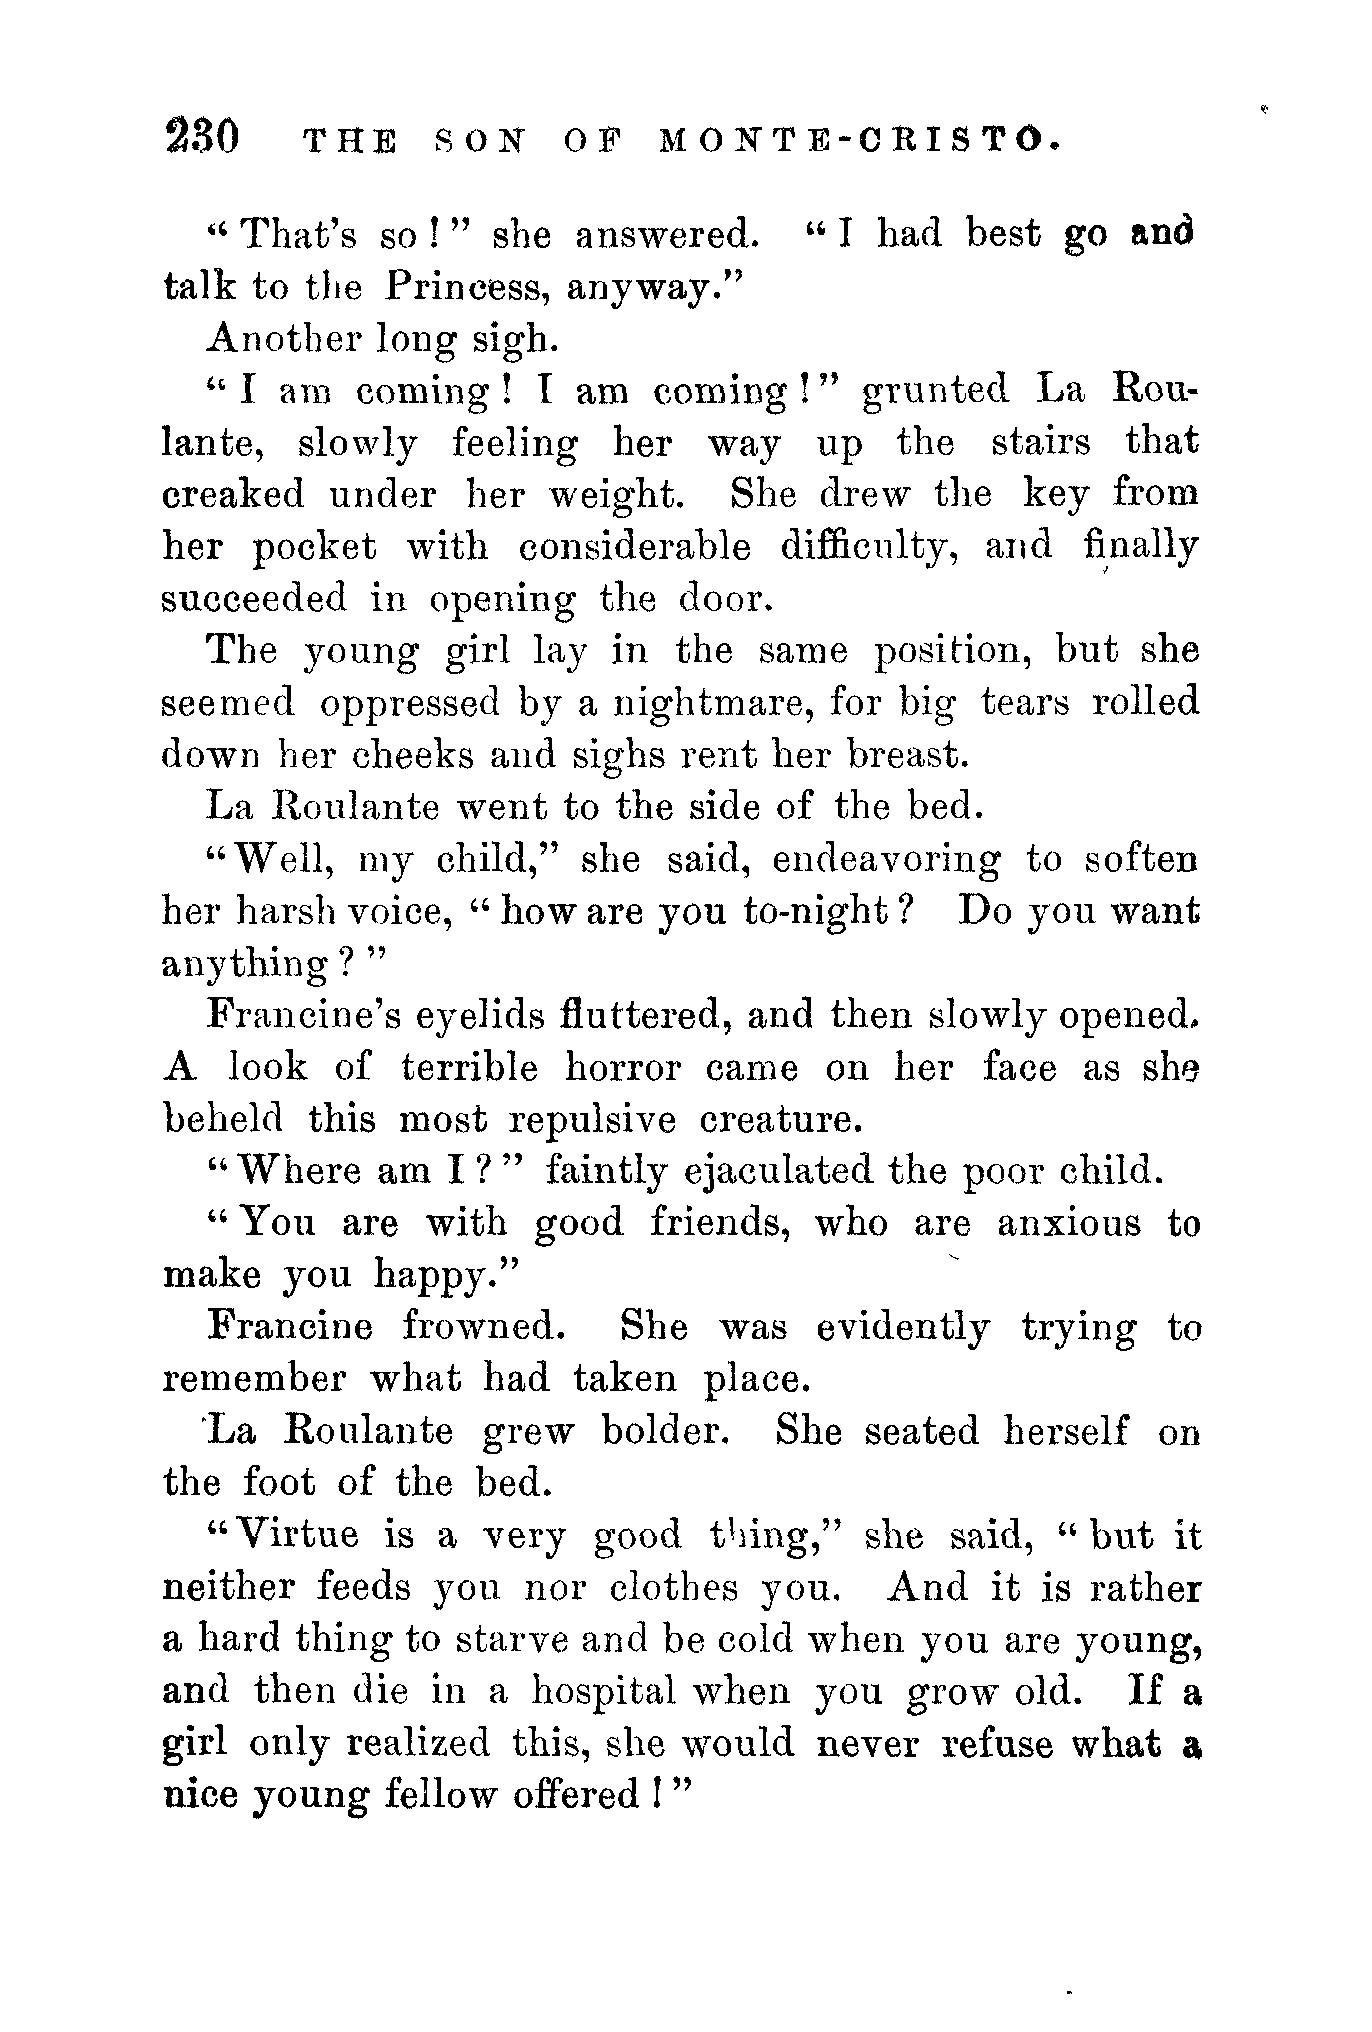 230 THE SON OF MONTE-CRISTO.
“ That’s so ! ” she answered. “ I had best go and
talk to the Princess, anyway.”
Another long sigh.
“ I am coming ! I am coming ! ” grunted La Rou-
lante, slowly feeling her way up the stairs that
creaked under her weight. She drew the key from
her pocket with considerable difficulty, and finally
succeeded in opening the door.
The young girl lay in the same position, but she
seemed oppressed by a nightmare, for big tears rolled
down her cheeks and sighs rent her breast.
La Roulante went to the side of the bed.
“ Well, my child,” she said, endeavoring to soften
her harsh voice, “ how are you to-night ? Do you want
anything ? ”
Francine’s eyelids fluttered, and then slowly opened.
A look of terrible horror came on her face as she
beheld this most repulsive creature.
“ Where am I ? ” faintly ejaculated the poor child.
“ You are with good friends, who are anxious to
make you happy.”
Francine frowned. She was evidently trying to
remember what had taken place.
La Roulante grew bolder. She seated herself on
the foot of the bed.
“ Virtue is a very good thing,” she said, “ but it
neither feeds you nor clothes you. And it is rather
a hard thing to starve and be cold when you are young,
and then die in a hospital when you grow old. If a
girl only realized this, she would never refuse what a
nice young fellow offered ! ”